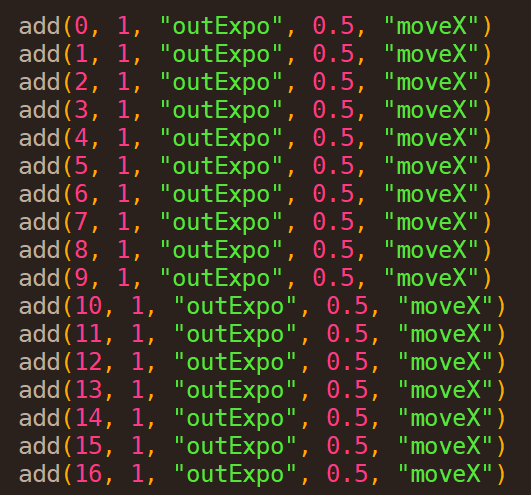 add(0, 1, "outExpo", 0.5, "moveX")
add(1, 1, "outExpo", 0.5, "moveX")
add(2, 1, "outExpo", 0.5, "moveX")
add(3, 1, "outExpo", 0.5, "moveX")
add(4, 1, "outExpo", 0.5, "moveX")
add(5, 1, "outExpo", 0.5, "moveX")
add(6, 1, "outExpo", 0.5, "moveX")
add(7, 1, "outExpo", 0.5, "moveX")
add(8, 1, "outExpo", 0.5, "moveX")
add(9, 1, "outExpo", 0.5, "moveX")
add(10, 1, "outExpo", 0.5, "moveX")
add(11, 1, "outExpo", 0.5, "moveX")
add(12, 1, "outExpo", 0.5, "moveX")
add(13, 1, "outExpo", 0.5, "moveX")
add(14, 1, "outExpo", 0.5, "moveX")
add(15, 1, "outExpo", 0.5, "moveX")
add(16, 1, "outExpo", 0.5, "moveX")